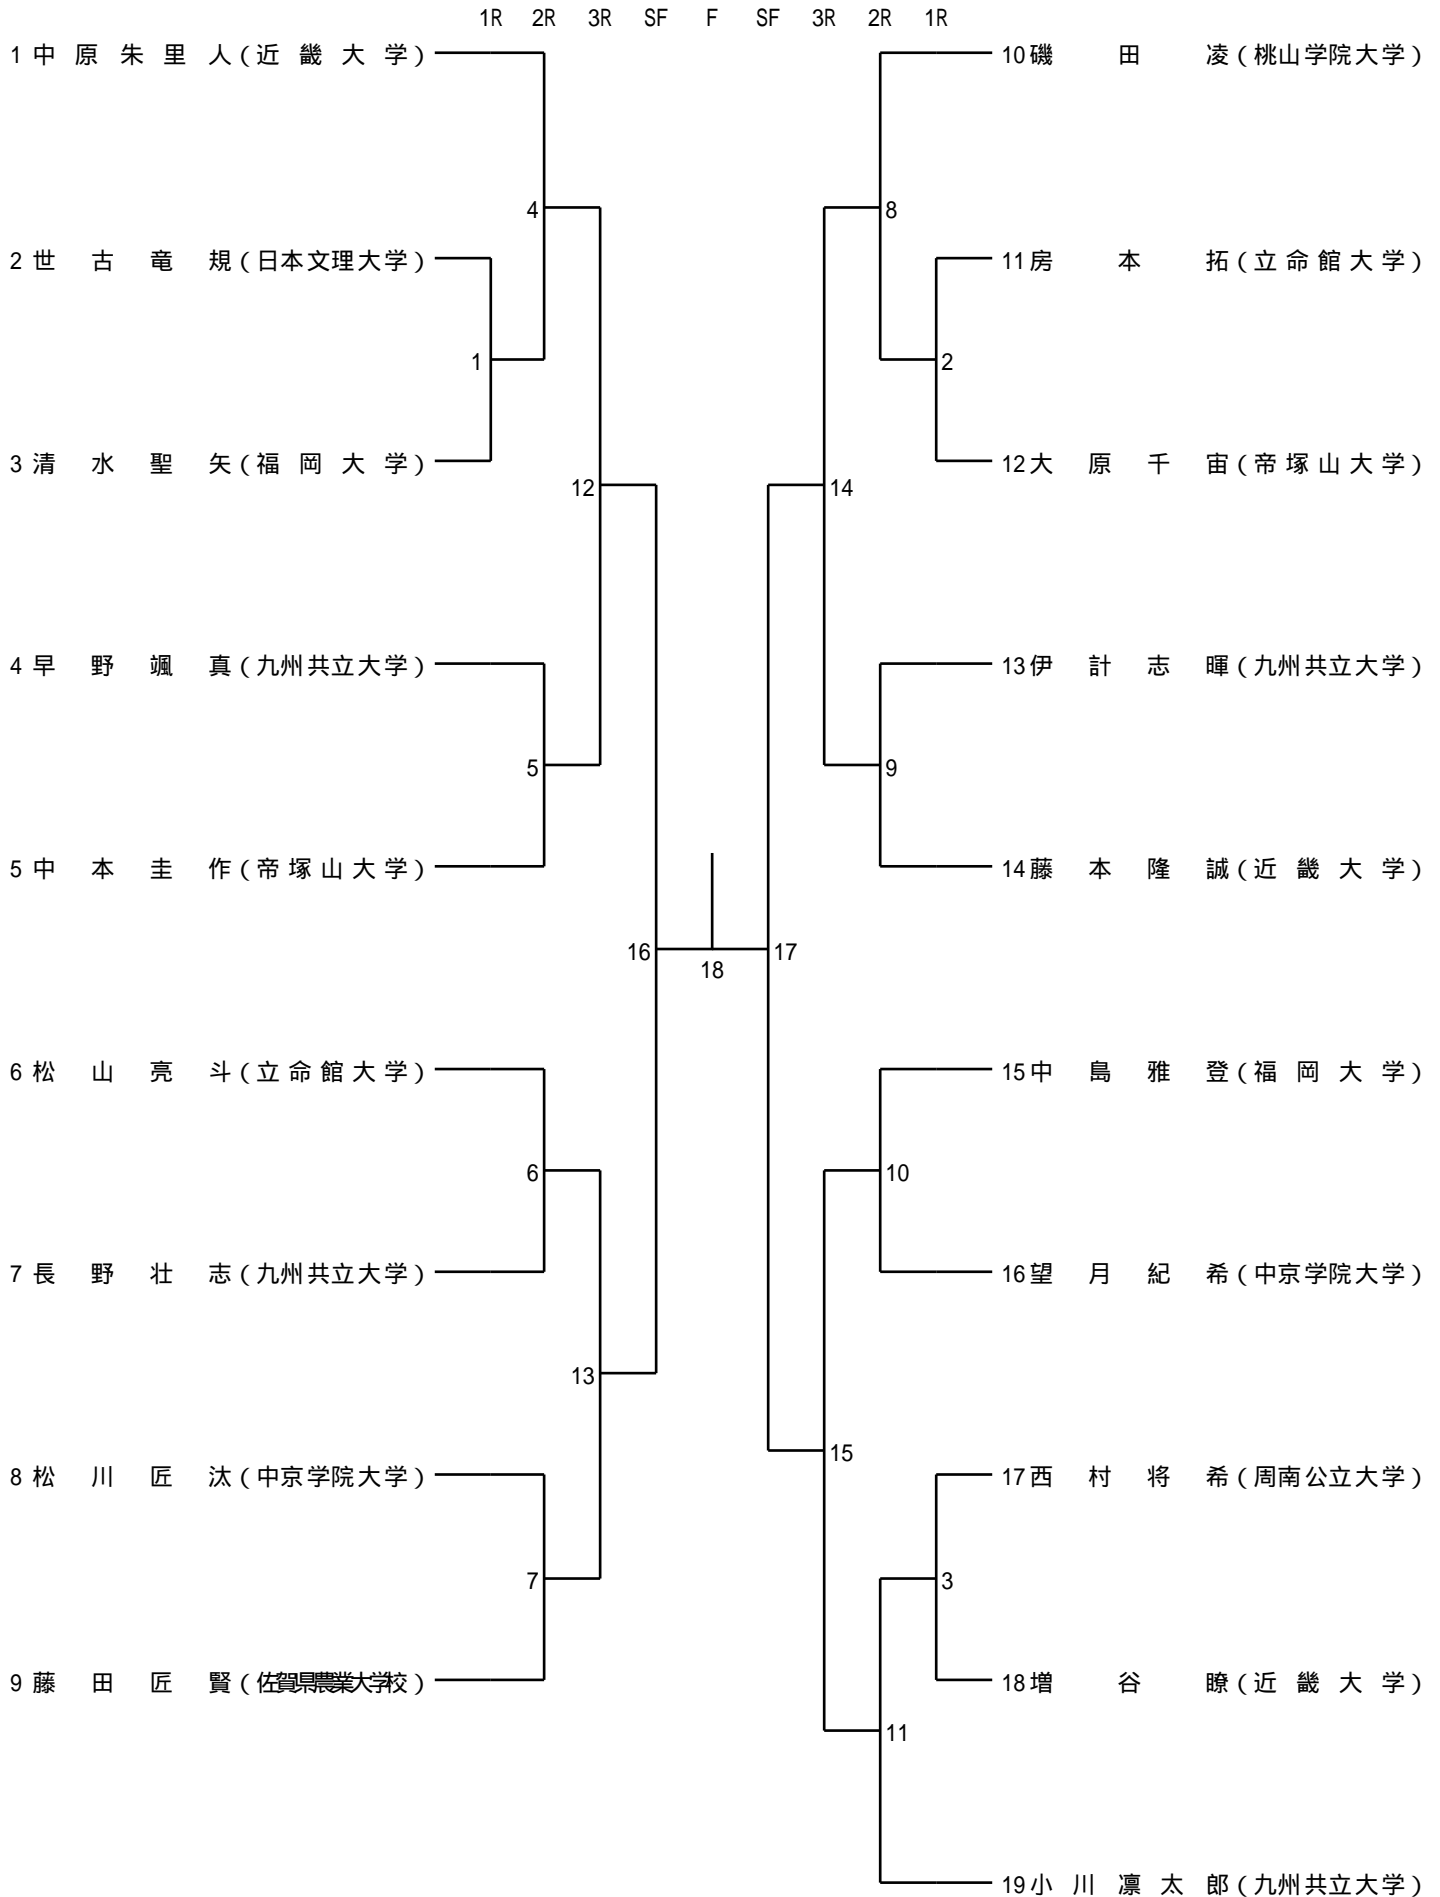 1R 2R 3R SF F SF 3R 2R 1R
1 中原朱里人(近畿大学)
10 磯田凌(桃山学院大学)
4
8
2 世古竜規(日本文理大学)
11 房本拓(立命館大学)
1
2
3 清水聖矢(福岡大学)
12 大原千宙(帝塚山大学)
12
14
4 早野颯真(九州共立大学)
13 伊計志暉(九州共立大学)
5
9
5 中本圭作(帝塚山大学)
14 藤本隆誠(近畿大学)
16
17
18
6 松山亮斗(立命館大学)
15 中島雅登(福岡大学)
6
10
7 長野壮志(九州共立大学)
16 望月紀希(中京学院大学)
13
15
8 松川匠汰(中京学院大学)
17 西村将希(周南公立大学)
7
3
9 藤田匠賢(佐賀県農業大学校)
18 増谷瞭(近畿大学)
11
19 小川凛太郎(九州共立大学)